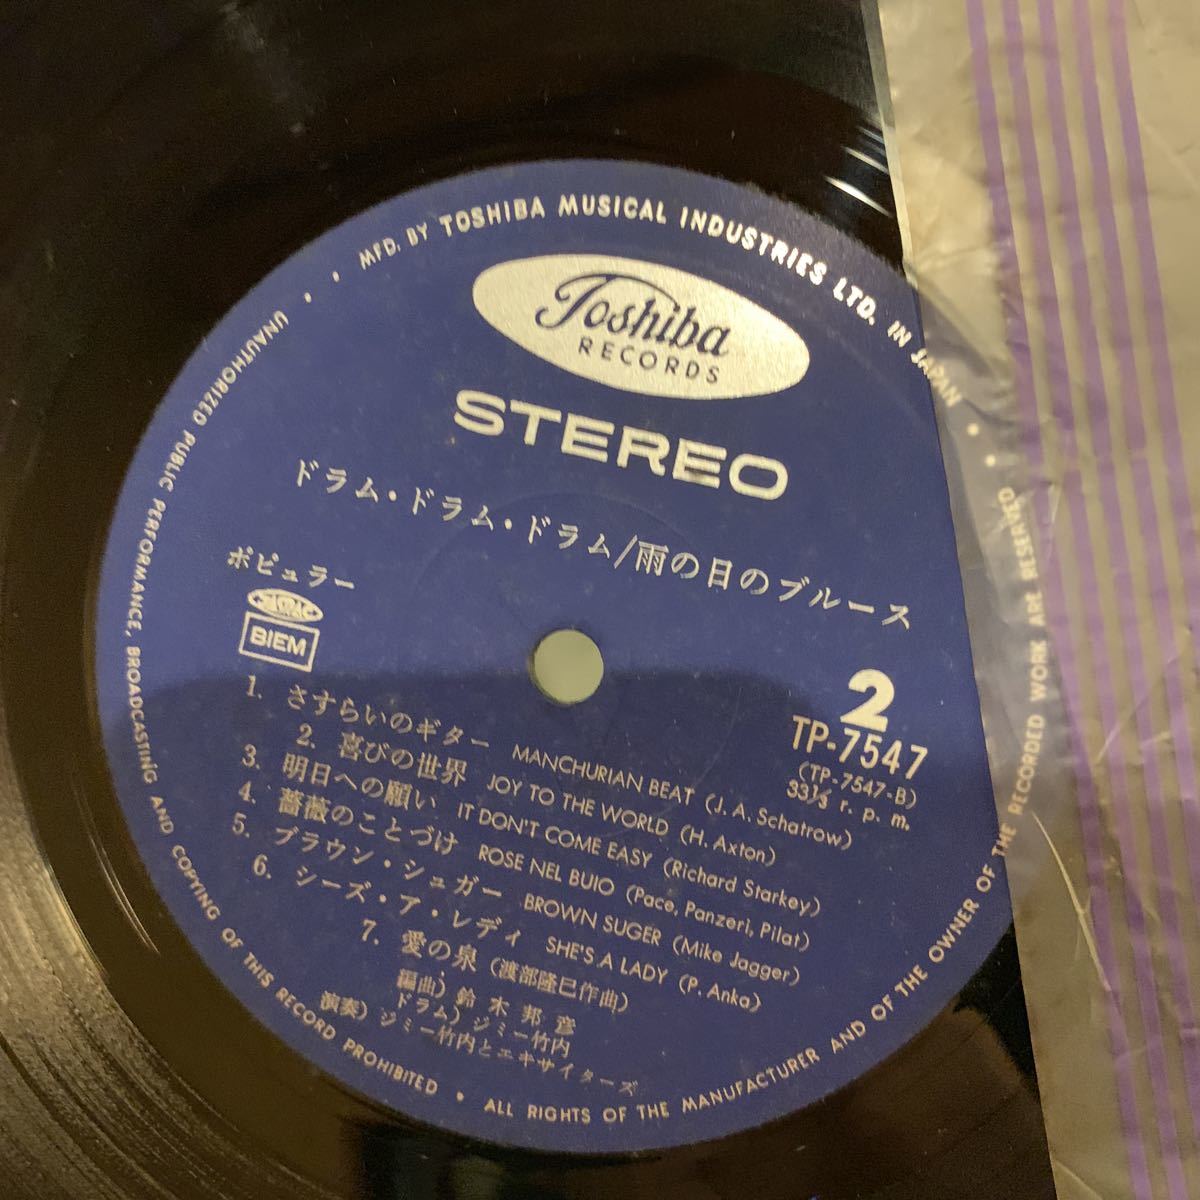 MFD. BY TOSHIBA MUSICAL INDUSTRIES LTD. IN JAPAN
Toshiba
RECORDS
STEREO
ドラム・ドラム・ドラム/雨の日のブルース
ポピュラー
JASRAC
BIEM
2
TP-7547
(TP-7547-B)
33⅓ r. p. m.
1. さすらいのギター MANCHURIAN BEAT (J. A. Schatrow)
2. 喜びの世界 JOY TO THE WORLD (H. Axton)
3. 明日への願い IT DON'T COME EASY (Richard Starkey)
4. 薔薇のことづけ ROSE NEL BUIO (Pace, Panzeri, Pilat)
5. ブラウン・シュガー BROWN SUGER (Mike Jagger)
6. シーズ・ア・レディ SHE'S A LADY (P. Anka)
7. 愛の泉 (渡部隆巳作曲)
編曲) 鈴木邦彦
ドラム) ジミー竹内
演奏) ジミー竹内とエキサイターズ
UNAUTHORIZED PUBLIC PERFORMANCE, BROADCASTING AND COPYING OF THIS RECORD PROHIBITED
ALL RIGHTS OF THE MANUFACTURER AND OF THE OWNER OF THE RECORDED WORK ARE RESERVED